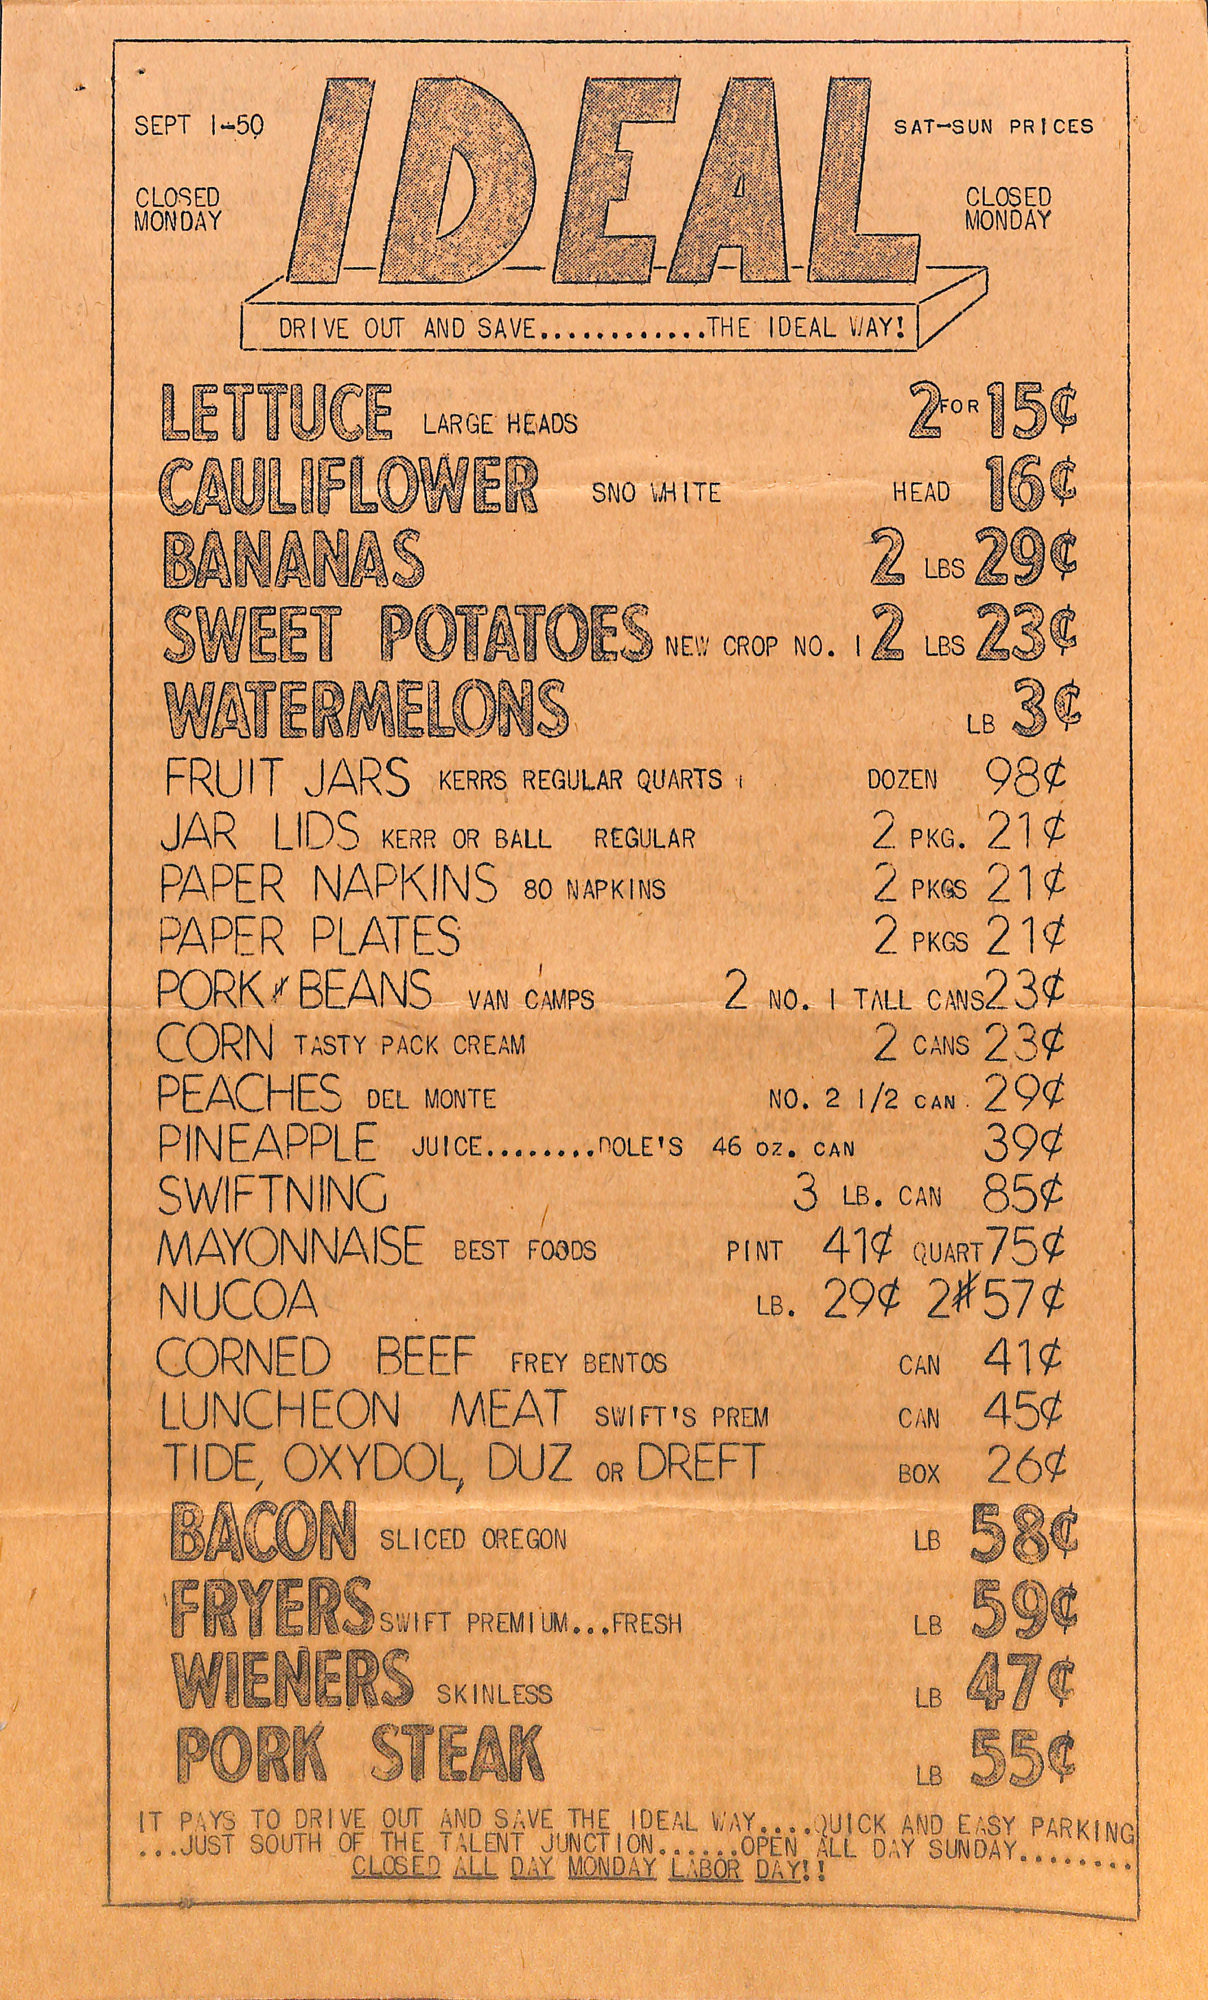 SEPT 1-50
IDEAL
SAT-SUN PRICES
CLOSED
MONDAY
CLOSED
MONDAY
DRIVE OUT AND SAVE............THE IDEAL WAY!
LETTUCE LARGE HEADS 2 FOR 15¢
CAULIFLOWER SNO WHITE HEAD 16¢
BANANAS 2 LBS 29¢
SWEET POTATOES NEW CROP NO. 1 2 LBS 23¢
WATERMELONS LB 3¢
FRUIT JARS KERRS REGULAR QUARTS DOZEN 98¢
JAR LIDS KERR OR BALL REGULAR 2 PKG. 21¢
PAPER NAPKINS 80 NAPKINS 2 PKGS 21¢
PAPER PLATES 2 PKGS 21¢
PORK & BEANS VAN CAMPS 2 NO. 1 TALL CANS 23¢
CORN TASTY PACK CREAM 2 CANS 23¢
PEACHES DEL MONTE NO. 2 1/2 CAN 29¢
PINEAPPLE JUICE........DOLE'S 46 OZ. CAN 39¢
SWIFTNING 3 LB. CAN 85¢
MAYONNAISE BEST FOODS PINT 41¢ QUART 75¢
NUCOA LB. 29¢ 2# 57¢
CORNED BEEF FREY BENTOS CAN 41¢
LUNCHEON MEAT SWIFT'S PREM CAN 45¢
TIDE, OXYDOL, DUZ OR DREFT BOX 26¢
BACON SLICED OREGON LB 58¢
FRYERS SWIFT PREMIUM...FRESH LB 59¢
WIENERS SKINLESS LB 47¢
PORK STEAK LB 55¢
IT PAYS TO DRIVE OUT AND SAVE THE IDEAL WAY....QUICK AND EASY PARKING
...JUST SOUTH OF THE TALENT JUNCTION......OPEN ALL DAY SUNDAY........
CLOSED ALL DAY MONDAY LABOR DAY!!